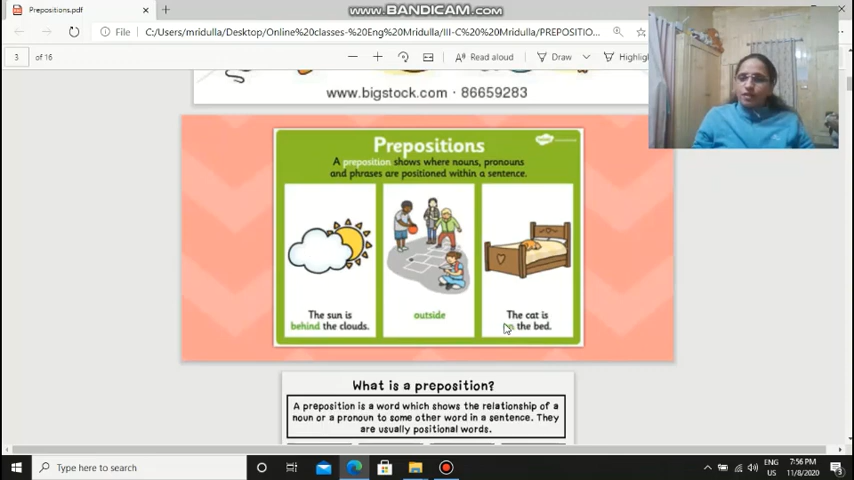 www.BANDICAM.com
Prepositions.pdf
File
C:/Users/mridulla/Desktop/Online%20classes-%20Eng%20Mridulla/III-C%20%20Mridulla/PREPOSITIO...
3 of 16
Read aloud
Draw
Highligh
www.bigstock.com · 86659283
Prepositions
A preposition shows where nouns, pronouns
and phrases are positioned within a sentence.
The sun is
behind the clouds.
outside
The cat is
the bed.
What is a preposition?
A preposition is a word which shows the relationship of a
noun or a pronoun to some other word in a sentence. They
are usually positional words.
Type here to search
ENG
US
7:56 PM
11/8/2020
3